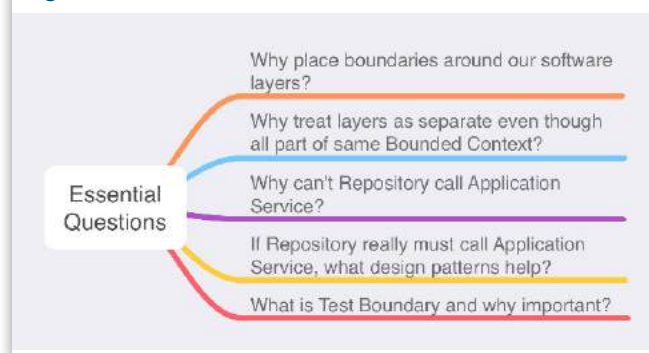 Why place boundaries around our software
layers?
Why treat layers as separate even though
all part of same Bounded Context?
Essential
Questions
Why can't Repository call Application
Service?
If Repository really must call Application
Service, what design patterns help?
What is Test Boundary and why important?